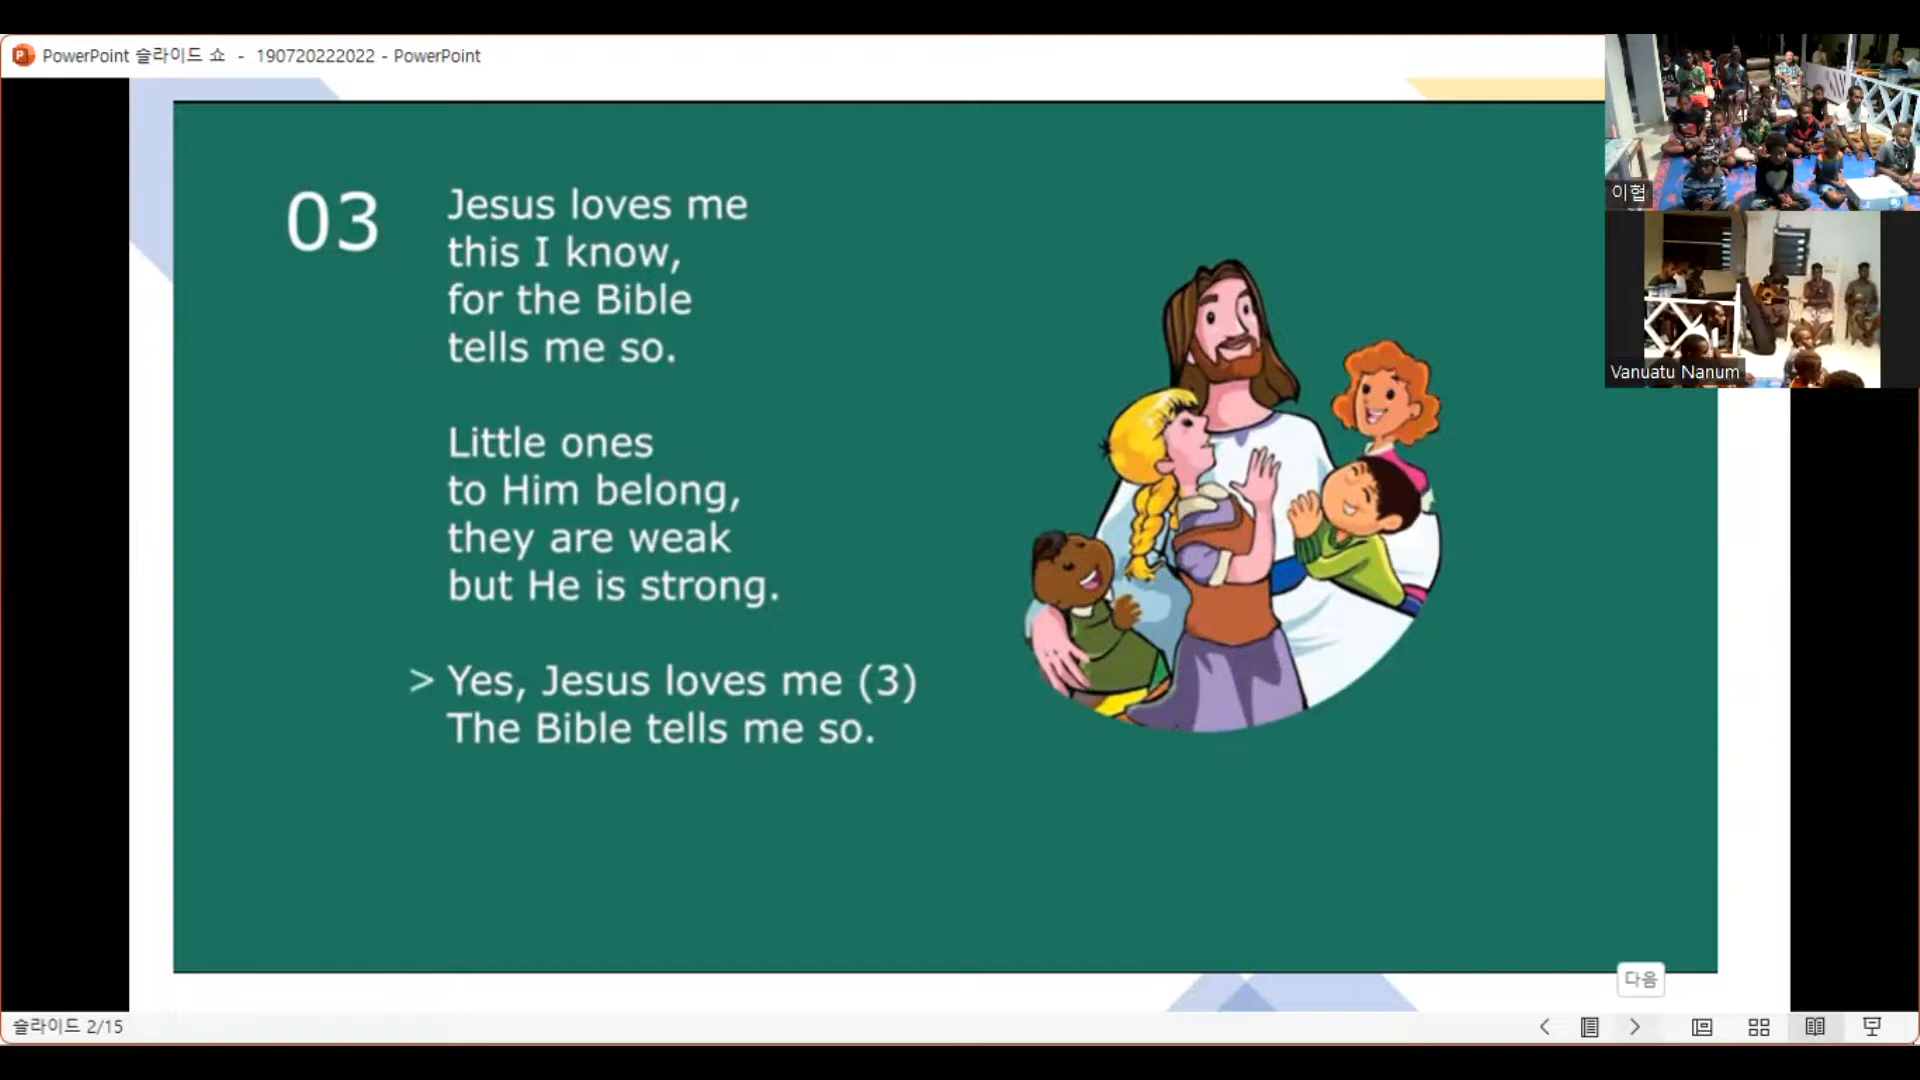 PowerPoint 슬라이드 쇼 - 190720222022 - PowerPoint
03
Jesus loves me
this I know,
for the Bible
tells me so.
Little ones
to Him belong,
they are weak
but He is strong.
> Yes, Jesus loves me (3)
The Bible tells me so.
이협
Vanuatu Nanum
다음
슬라이드 2/15